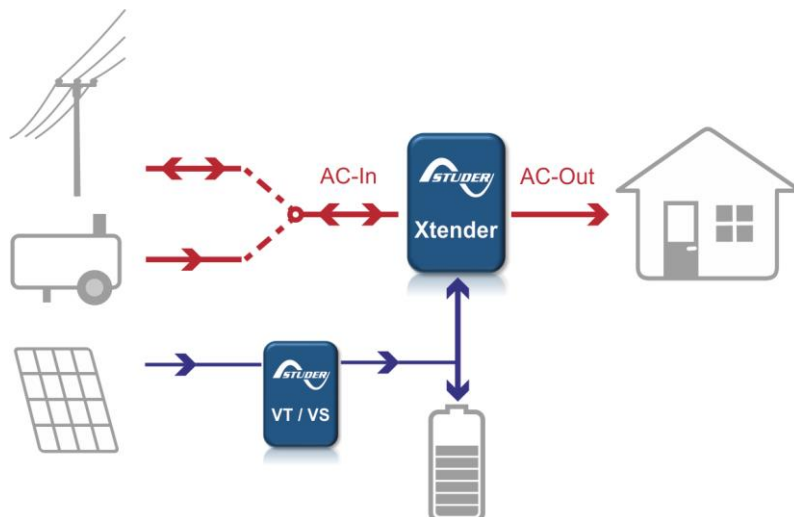 AC-In
STUDER
Xtender
AC-Out
STUDER
VT / VS